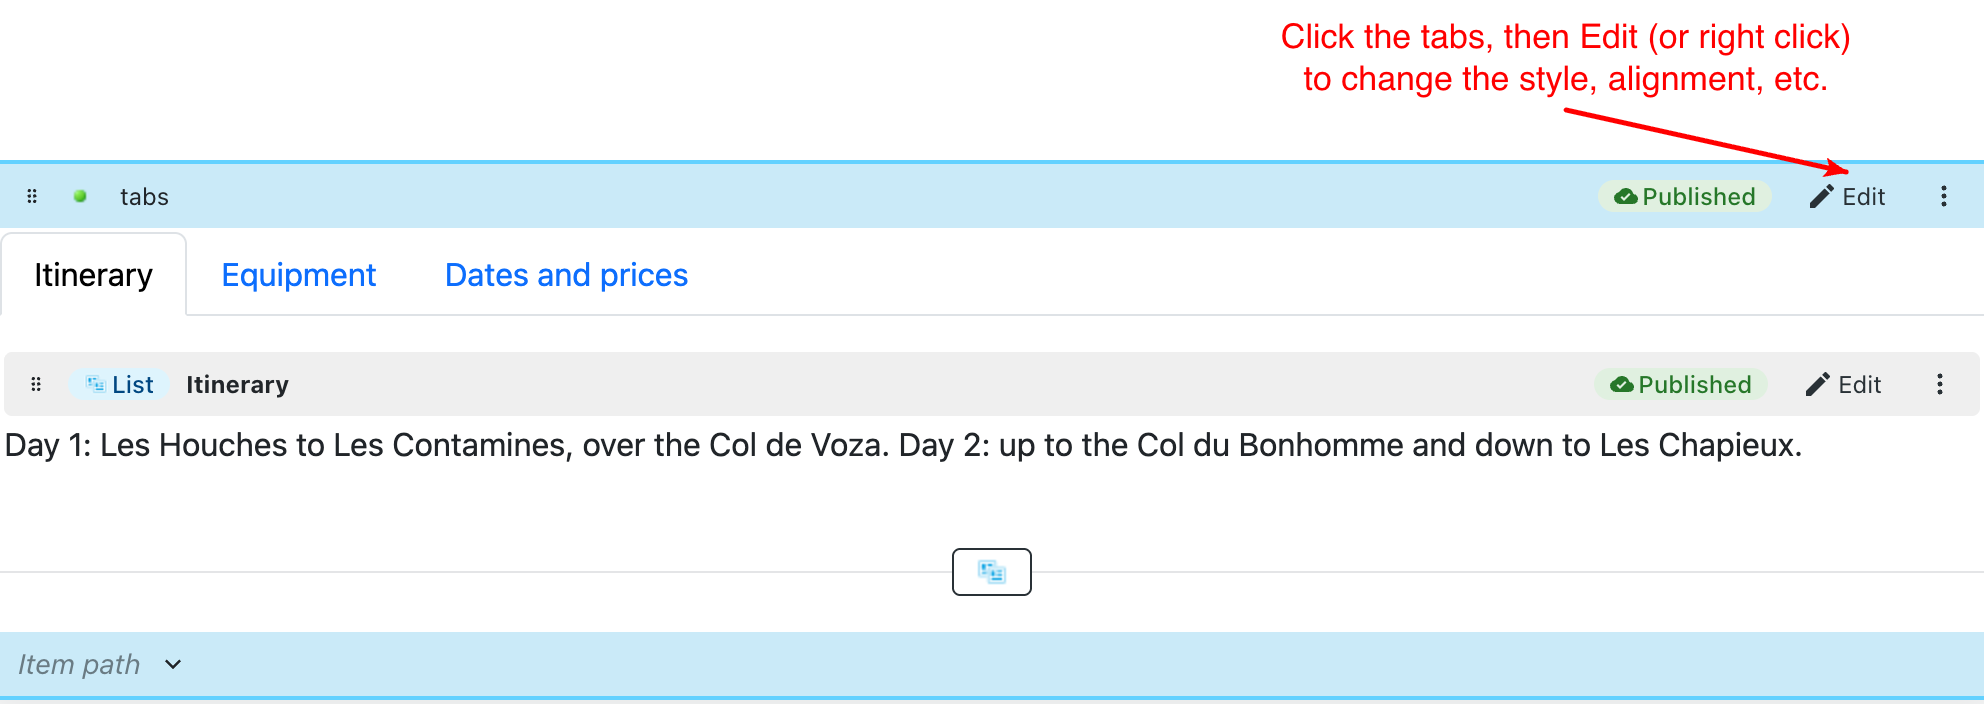 Click the tabs, then Edit (or right click)
to change the style, alignment, etc.
tabs Published Edit
Itinerary Equipment Dates and prices
List Itinerary Published Edit
Day 1: Les Houches to Les Contamines, over the Col de Voza. Day 2: up to the Col du Bonhomme and down to Les Chapieux.
Item path